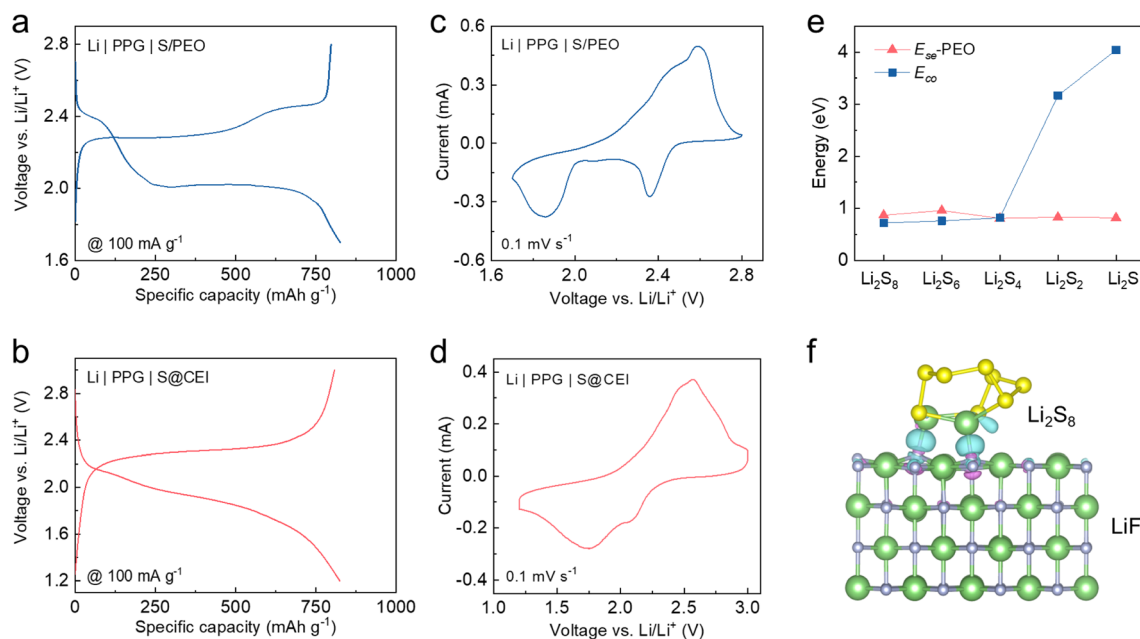 a
Li | PPG | S/PEO
2.8
2.4
2.0
1.6
Voltage vs. Li/Li⁺ (V)
@ 100 mA g⁻¹
0 250 500 750 1000
Specific capacity (mAh g⁻¹)
b
Li | PPG | S@CEI
2.8
2.4
2.0
1.6
1.2
Voltage vs. Li/Li⁺ (V)
@ 100 mA g⁻¹
0 250 500 750 1000
Specific capacity (mAh g⁻¹)
c
Li | PPG | S/PEO
0.6
0.3
0.0
-0.3
-0.6
Current (mA)
0.1 mV s⁻¹
1.6 2.0 2.4 2.8
Voltage vs. Li/Li⁺ (V)
d
Li | PPG | S@CEI
0.4
0.2
0.0
-0.2
-0.4
Current (mA)
0.1 mV s⁻¹
1.0 1.5 2.0 2.5 3.0
Voltage vs. Li/Li⁺ (V)
e
E_se-PEO
E_co
4
3
2
1
0
Energy (eV)
Li₂S₈ Li₂S₆ Li₂S₄ Li₂S₂ Li₂S
f
Li₂S₈
LiF